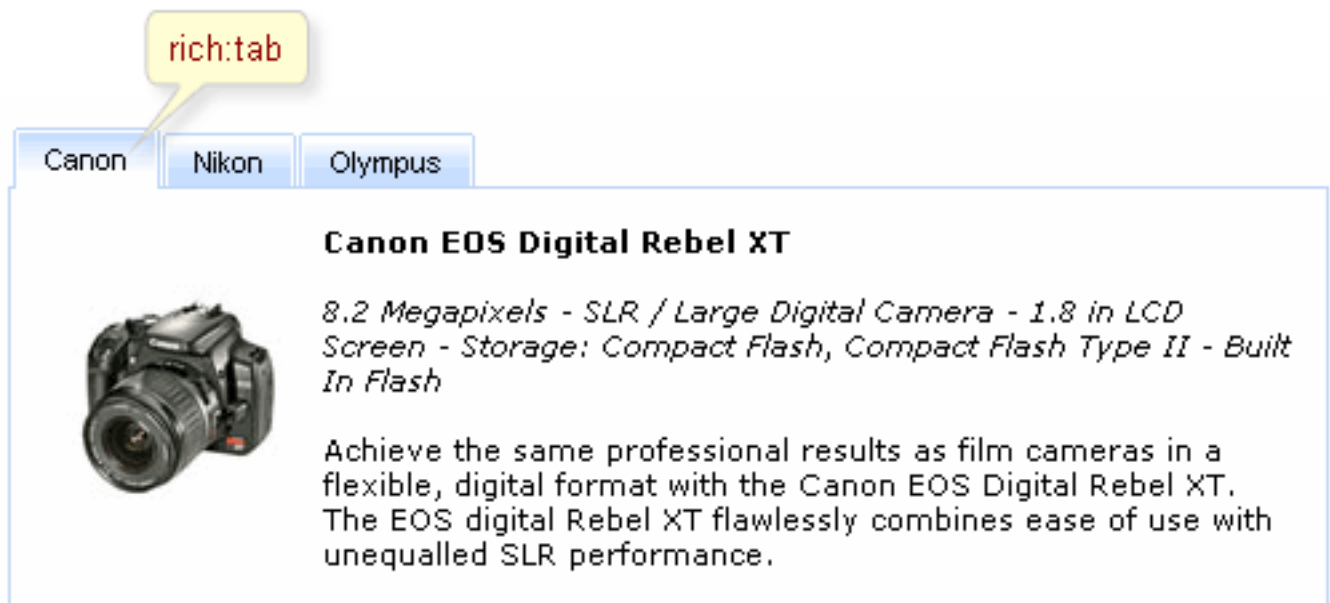 rich:tab
Canon
Nikon
Olympus
Canon EOS Digital Rebel XT
8.2 Megapixels - SLR / Large Digital Camera - 1.8 in LCD
Screen - Storage: Compact Flash, Compact Flash Type II - Built
In Flash
Achieve the same professional results as film cameras in a
flexible, digital format with the Canon EOS Digital Rebel XT.
The EOS digital Rebel XT flawlessly combines ease of use with
unequalled SLR performance.